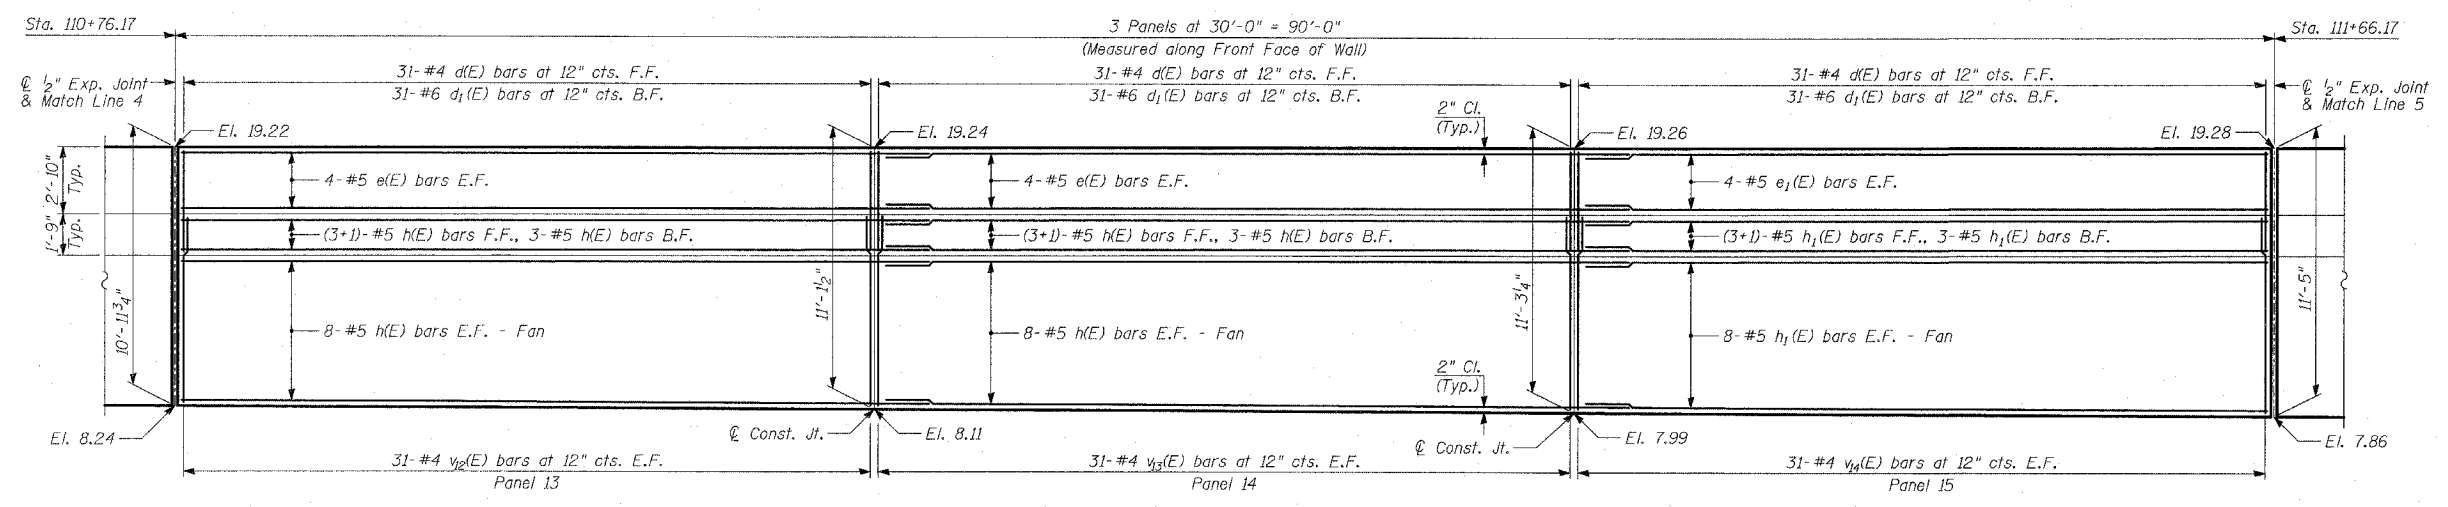 Sta. 110+76.17
3 Panels at 30'-0" = 90'-0"
(Measured along Front Face of Wall)
Sta. 111+66.17
℄ ½" Exp. Joint
& Match Line 4
31-#4 d(E) bars at 12" cts. F.F.
31-#6 d₁(E) bars at 12" cts. B.F.
31-#4 d(E) bars at 12" cts. F.F.
31-#6 d₁(E) bars at 12" cts. B.F.
31-#4 d(E) bars at 12" cts. F.F.
31-#6 d₁(E) bars at 12" cts. B.F.
℄ ½" Exp. Joint
& Match Line 5
2" Cl.
(Typ.)
El. 19.22
El. 19.24
El. 19.26
El. 19.28
2'-10"
Typ.
4-#5 e(E) bars E.F.
4-#5 e(E) bars E.F.
4-#5 e₁(E) bars E.F.
1'-9"
Typ.
(3+1)-#5 h(E) bars F.F., 3-#5 h(E) bars B.F.
(3+1)-#5 h(E) bars F.F., 3-#5 h(E) bars B.F.
(3+1)-#5 h₁(E) bars F.F., 3-#5 h₁(E) bars B.F.
10'-11¾"
11'-1½"
11'-3¼"
11'-5"
8-#5 h(E) bars E.F. - Fan
8-#5 h(E) bars E.F. - Fan
8-#5 h₁(E) bars E.F. - Fan
2" Cl.
(Typ.)
El. 8.24
℄ Const. Jt.
El. 8.11
℄ Const. Jt.
El. 7.99
El. 7.86
31-#4 v₁₂(E) bars at 12" cts. E.F.
Panel 13
31-#4 v₁₃(E) bars at 12" cts. E.F.
Panel 14
31-#4 v₁₄(E) bars at 12" cts. E.F.
Panel 15